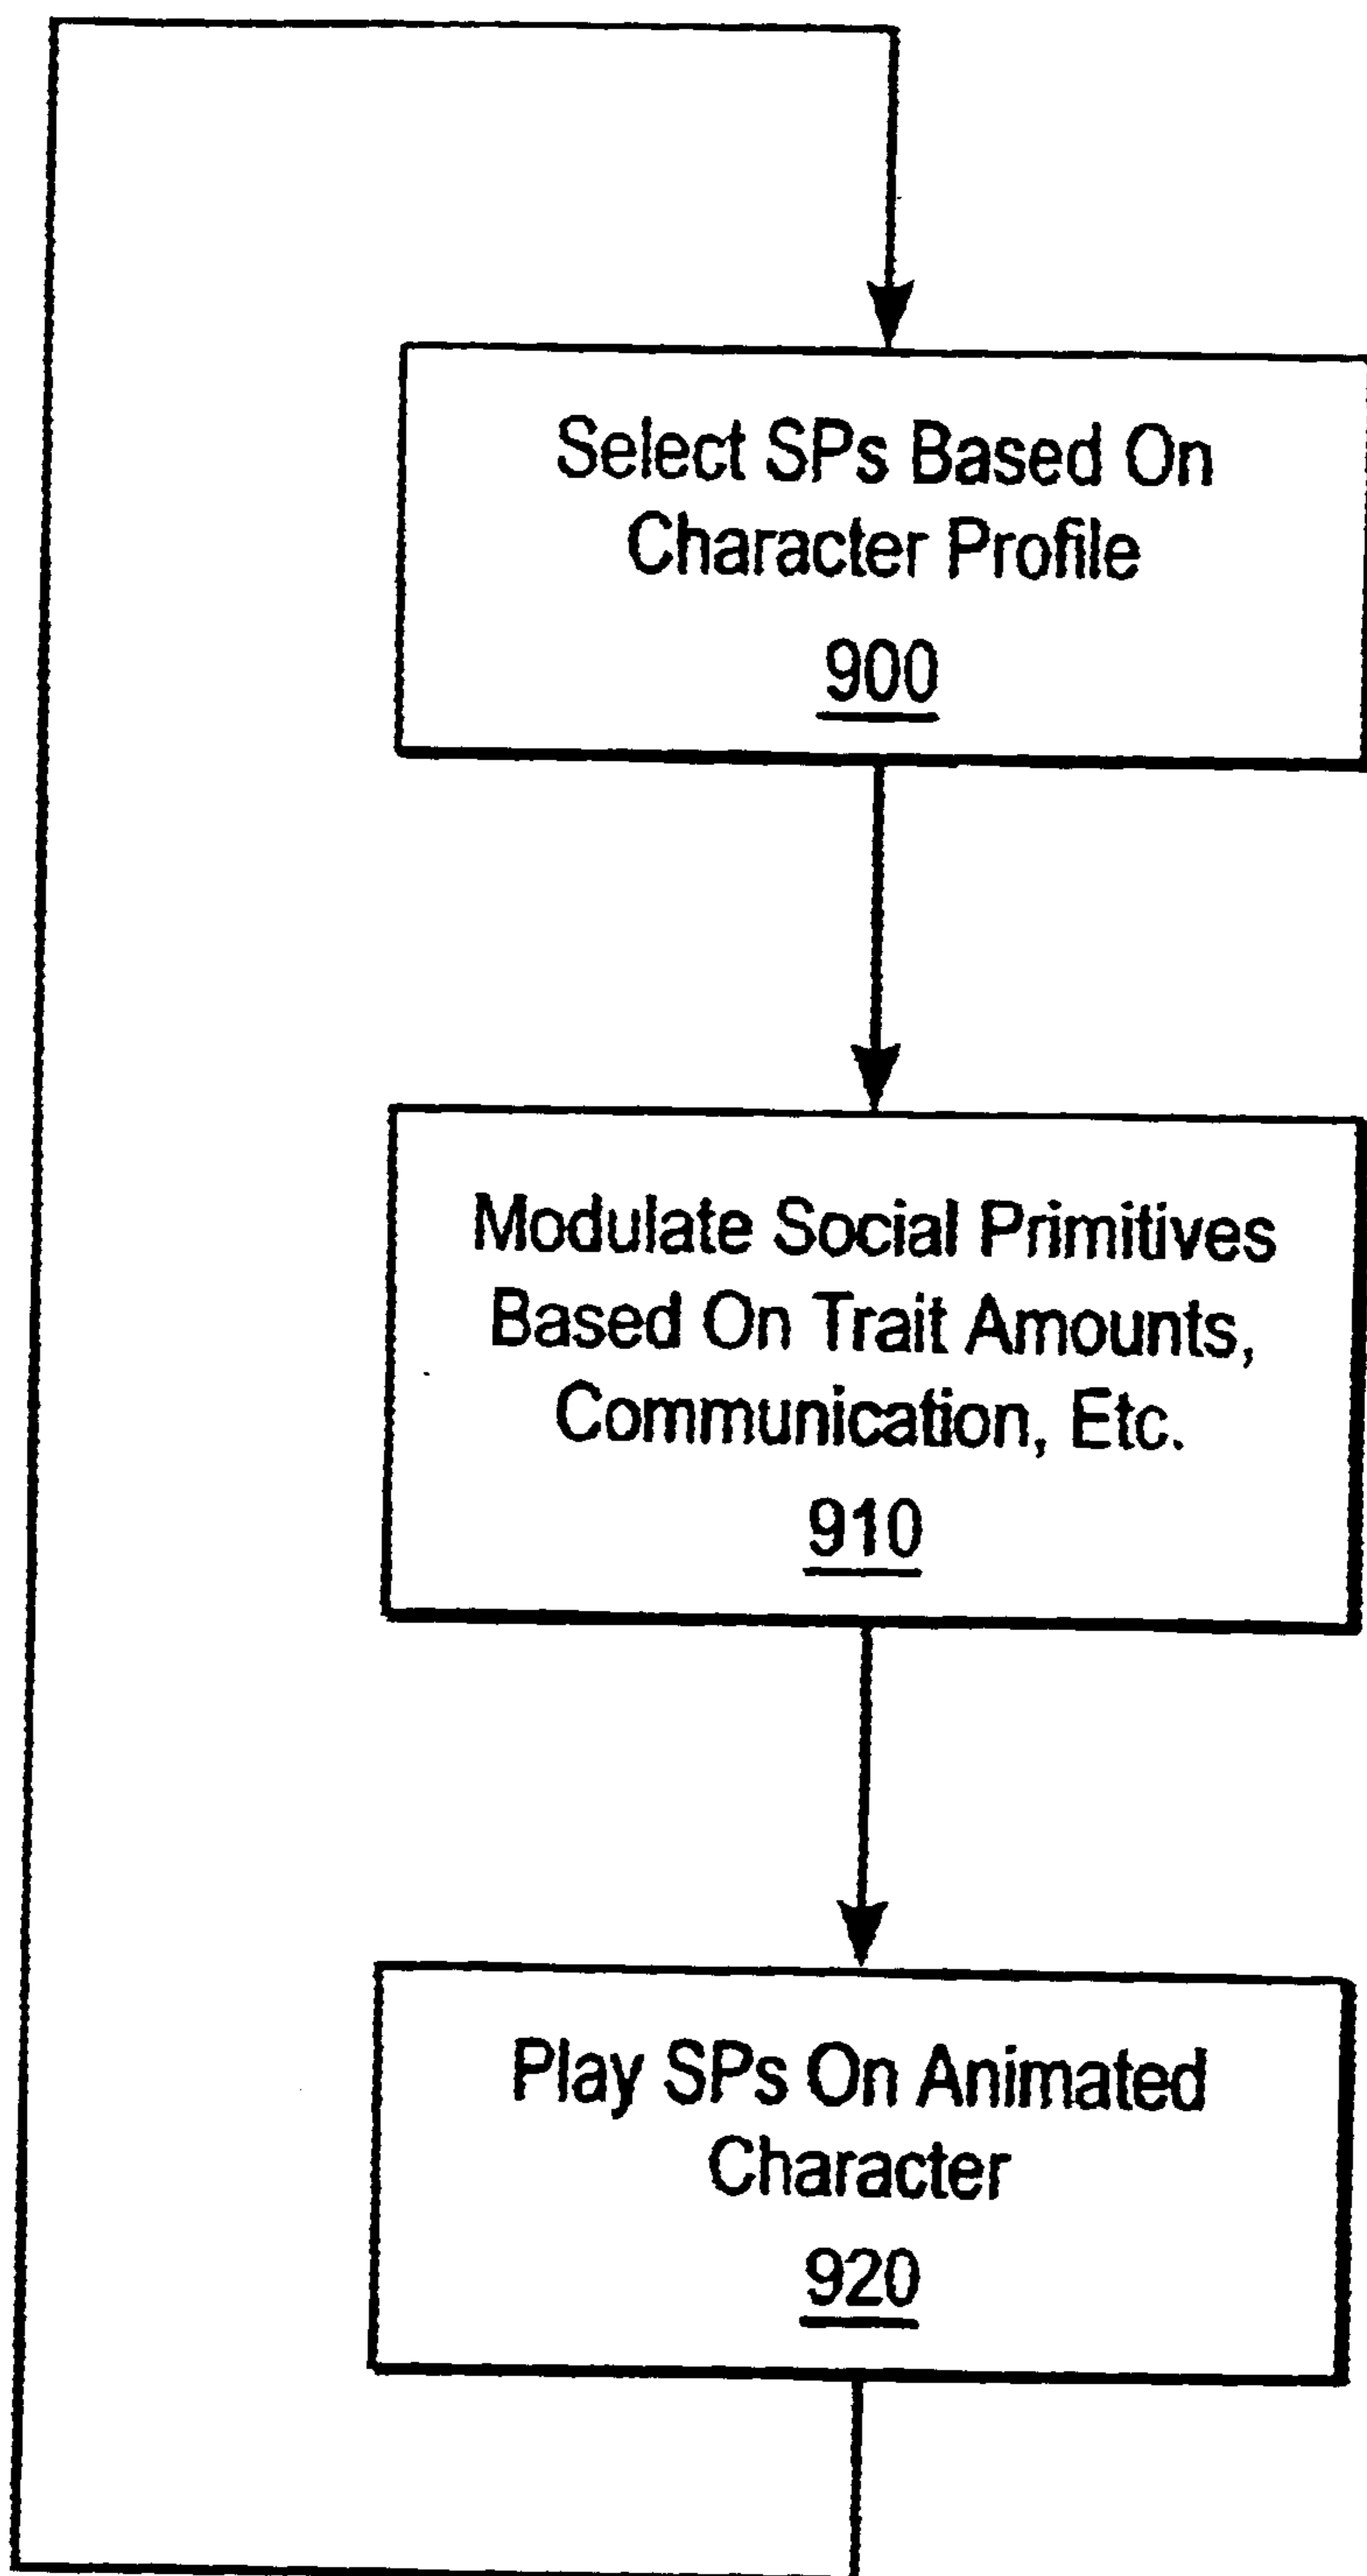 Select SPs Based On
Character Profile
900
Modulate Social Primitives
Based On Trait Amounts,
Communication, Etc.
910
Play SPs On Animated
Character
920